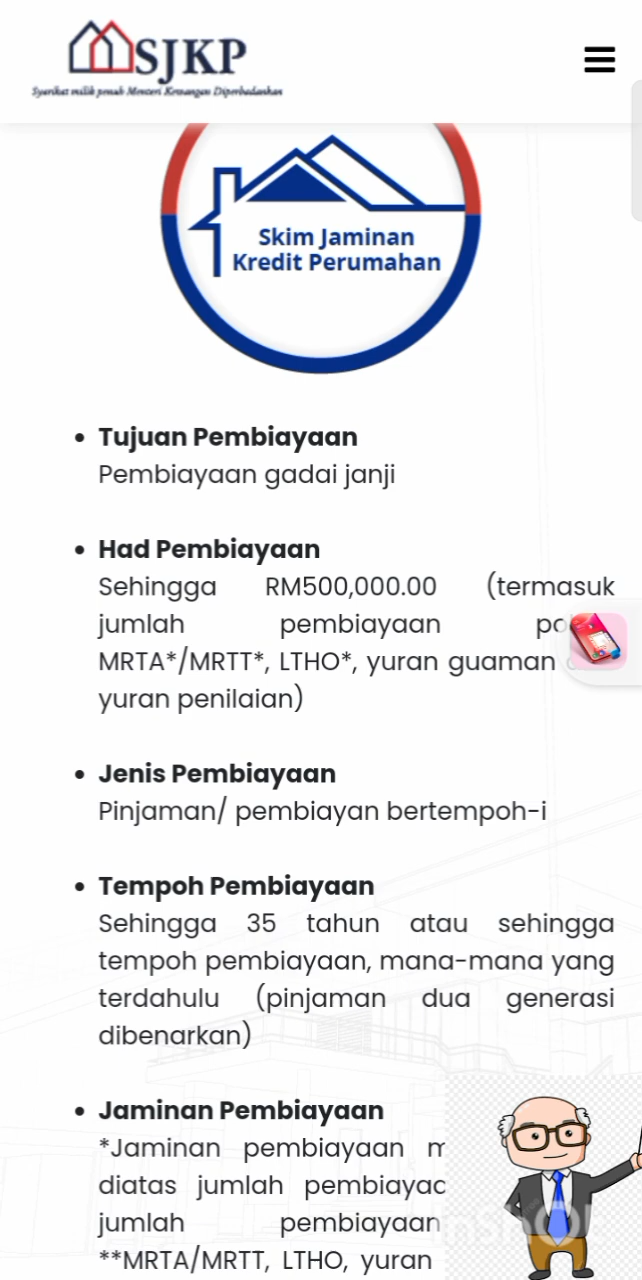 SJKP
Syarikat milik penuh Menteri Kewangan Diperbadankan
Skim Jaminan
Kredit Perumahan
• Tujuan Pembiayaan
Pembiayaan gadai janji
• Had Pembiayaan
Sehingga RM500,000.00 (termasuk
jumlah pembiayaan
MRTA*/MRTT*, LTHO*, yuran guaman
yuran penilaian)
• Jenis Pembiayaan
Pinjaman/ pembiayan bertempoh-i
• Tempoh Pembiayaan
Sehingga 35 tahun atau sehingga
tempoh pembiayaan, mana-mana yang
terdahulu (pinjaman dua generasi
dibenarkan)
• Jaminan Pembiayaan
*Jaminan pembiayaan
diatas jumlah
jumlah pembiayaan
**MRTA/MRTT, LTHO, yuran